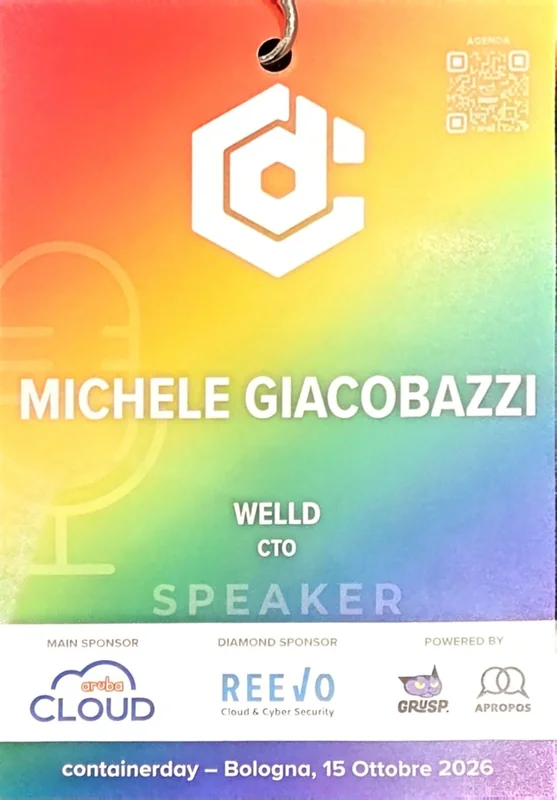 AGENDA
MICHELE GIACOBAZZI
WELLD
CTO
SPEAKER
MAIN SPONSOR
DIAMOND SPONSOR
POWERED BY
aruba
CLOUD
REEVO
Cloud & Cyber Security
GRUSP.
APROPOS
containerday – Bologna, 15 Ottobre 2026